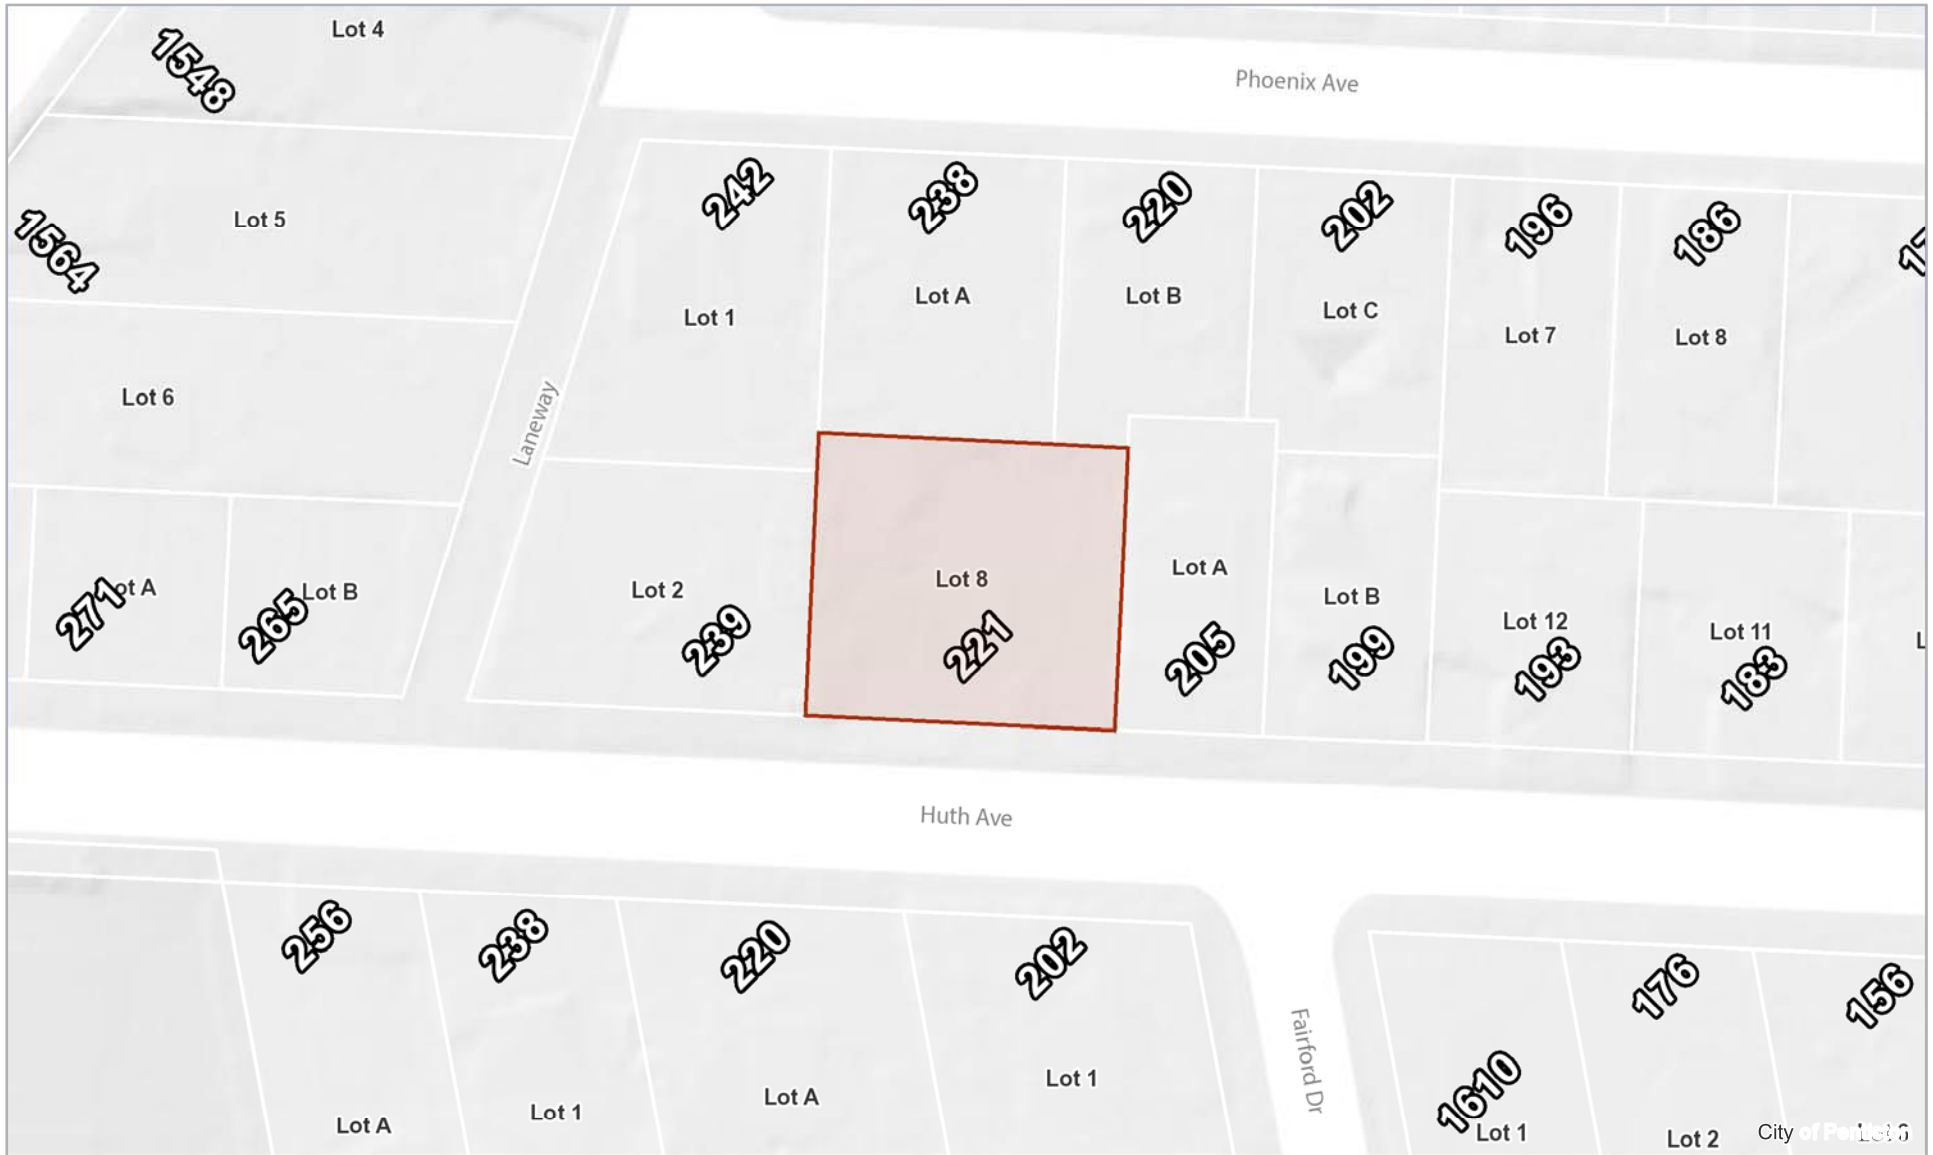 Lot 4
1548
Phoenix Ave
Lot 5
1564
242
238
220
202
196
186
Lot 1
Lot A
Lot B
Lot C
Lot 7
Lot 8
Lot 6
Laneway
271
ot A
265
Lot B
Lot 2
239
Lot 8
221
Lot A
205
Lot B
199
Lot 12
193
Lot 11
183
Huth Ave
256
238
220
202
176
156
Lot A
Lot 1
Lot A
Lot 1
Fairford Dr
1610
Lot 1
Lot 2
City of Penticton